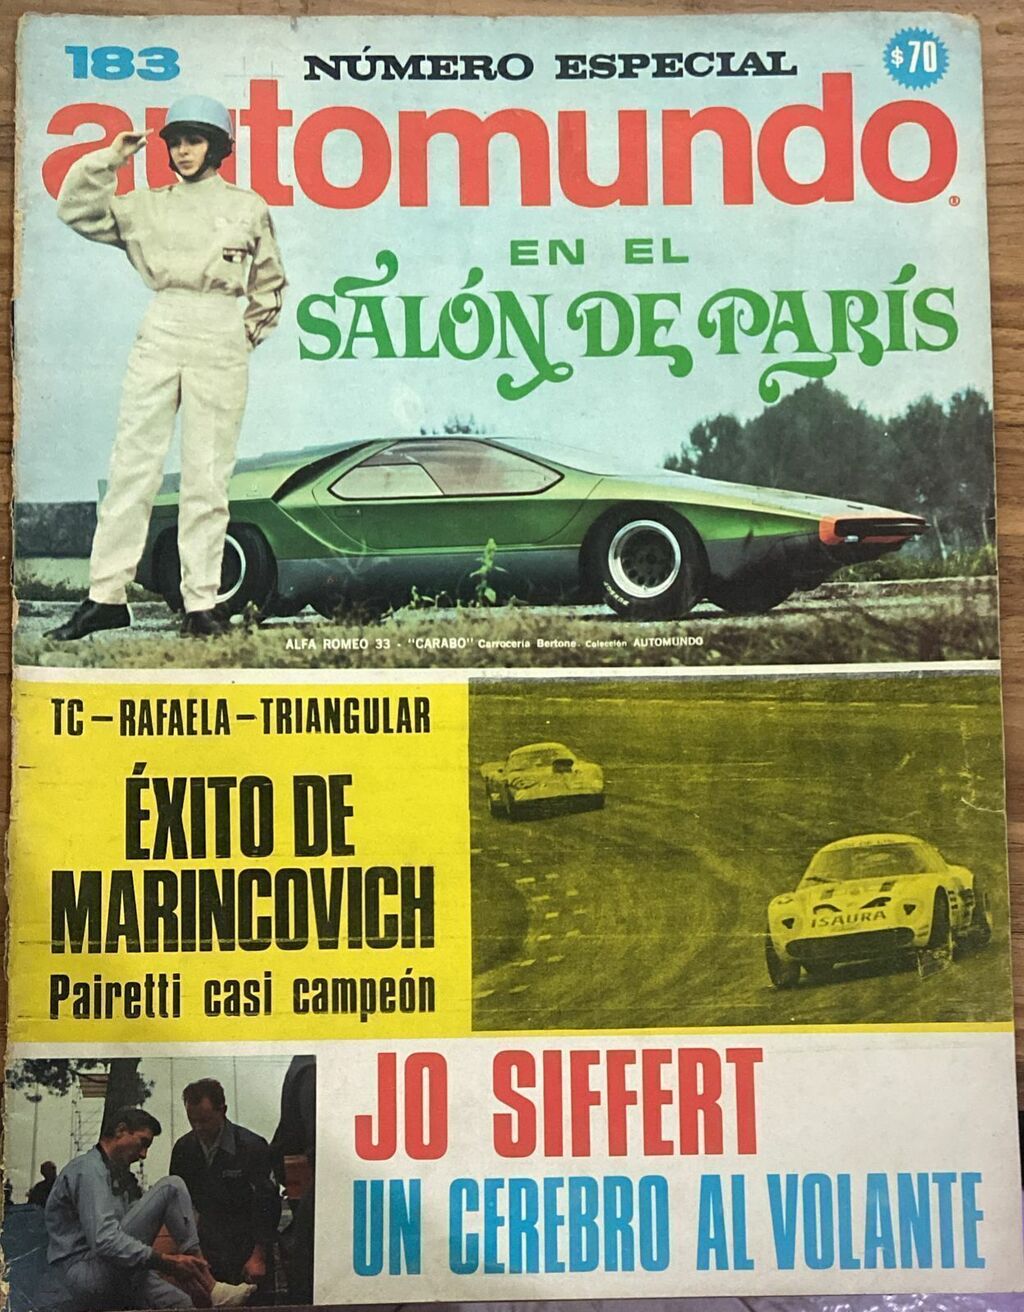 183
NÚMERO ESPECIAL
$70
automundo
EN EL
SALÓN DE PARÍS
ALFA ROMEO 33 - "CARABO" Carrocería Bertone. Colección AUTOMUNDO
TC – RAFAELA – TRIANGULAR
ÉXITO DE
MARINCOVICH
Pairetti casi campeón
ISAURA
JO SIFFERT
UN CEREBRO AL VOLANTE